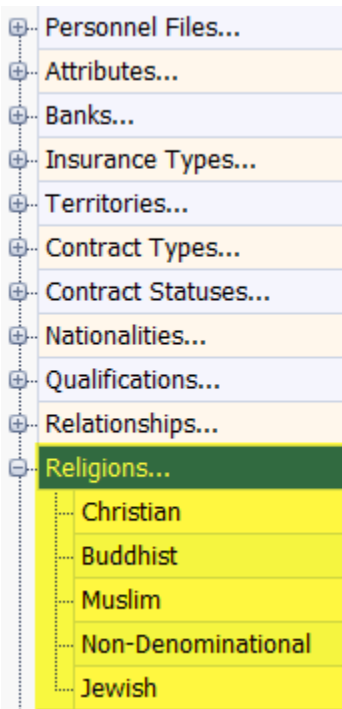 Personnel Files...
Attributes...
Banks...
Insurance Types...
Territories...
Contract Types...
Contract Statuses...
Nationalities...
Qualifications...
Relationships...
Religions...
Christian
Buddhist
Muslim
Non-Denominational
Jewish